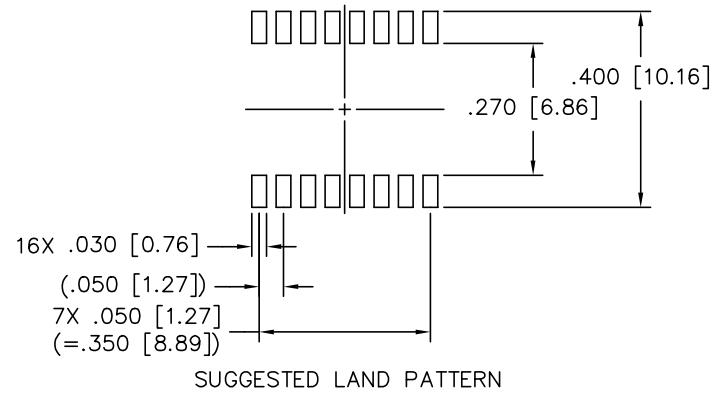 .400 [10.16]
.270 [6.86]
16X .030 [0.76]
(.050 [1.27])
7X .050 [1.27]
(=.350 [8.89])
SUGGESTED LAND PATTERN